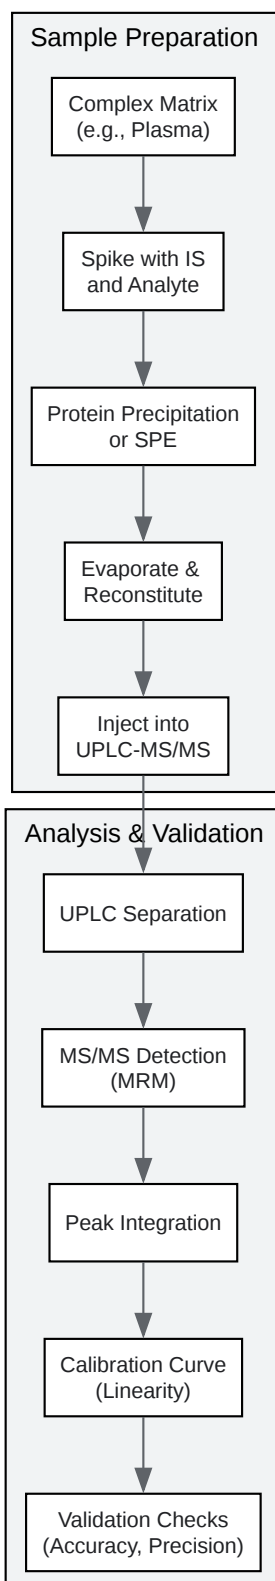 Sample Preparation
Complex Matrix
(e.g., Plasma)
Spike with IS
and Analyte
Protein Precipitation
or SPE
Evaporate &
Reconstitute
Inject into
UPLC-MS/MS
Analysis & Validation
UPLC Separation
MS/MS Detection
(MRM)
Peak Integration
Calibration Curve
(Linearity)
Validation Checks
(Accuracy, Precision)